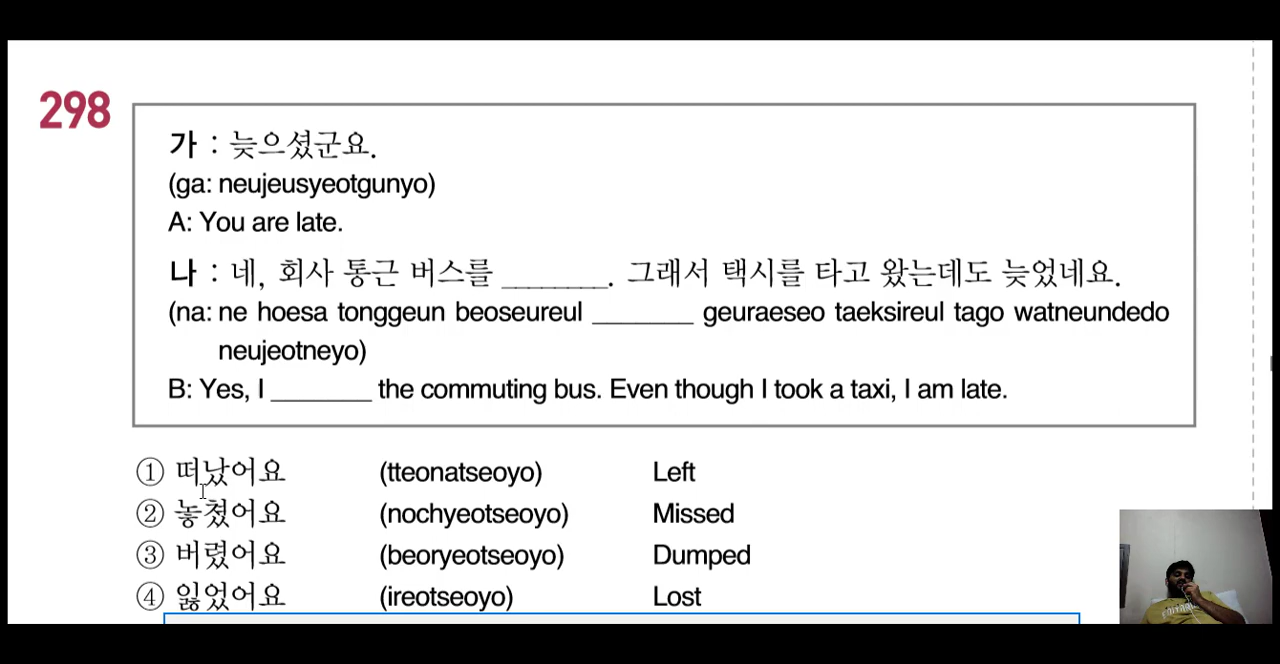 298
가 : 늦으셨군요.
(ga: neujeusyeotgunyo)
A: You are late.
나 : 네, 회사 통근 버스를 ________. 그래서 택시를 타고 왔는데도 늦었네요.
(na: ne hoesa tonggeun beoseureul _______ geuraeseo taeksireul tago watneundedo
neujeotneyo)
B: Yes, I _______ the commuting bus. Even though I took a taxi, I am late.
① 떠났어요 (tteonatseoyo) Left
② 놓쳤어요 (nochyeotseoyo) Missed
③ 버렸어요 (beoryeotseoyo) Dumped
④ 잃었어요 (ireotseoyo) Lost